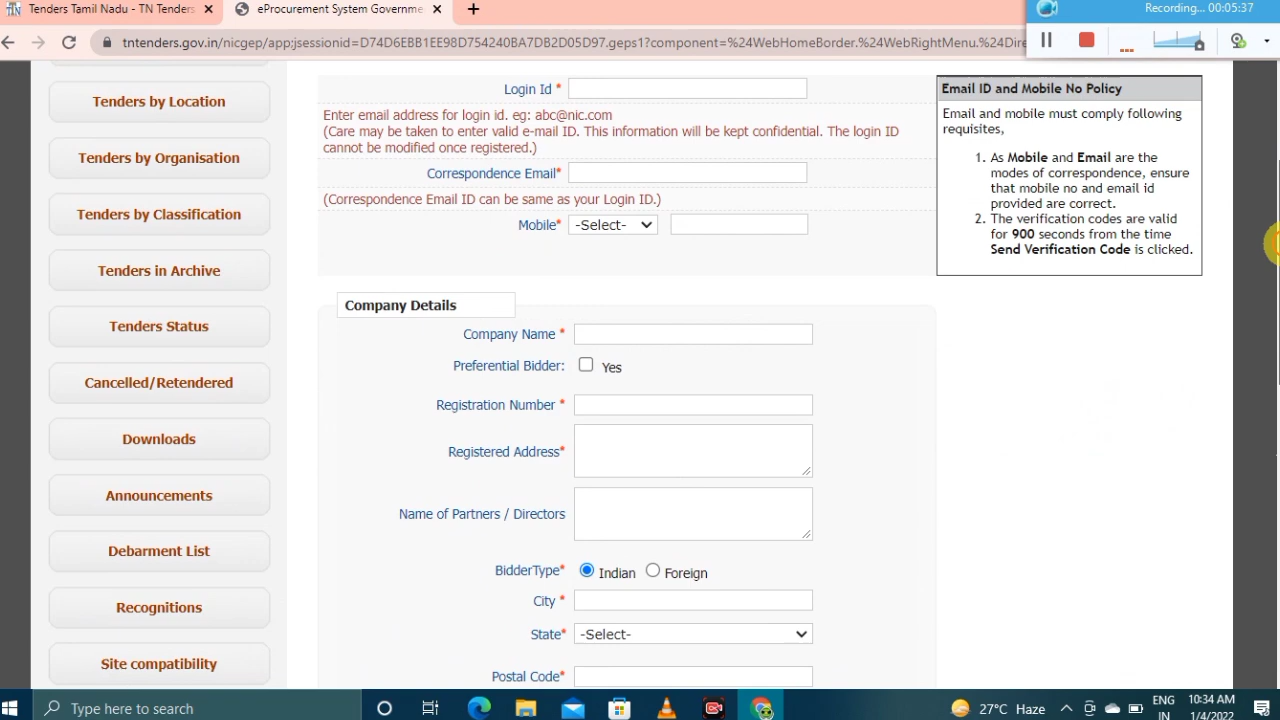 Tenders Tamil Nadu - TN Tenders
eProcurement System Governme
Recording... 00:05:37
tntenders.gov.in/nicgep/app;jsessionid=D74D6EBB1EE98D754240BA7DB2D05D97.geps1?component=%24WebHomeBorder.%24WebRightMenu.%24Dire
Tenders by Location
Tenders by Organisation
Tenders by Classification
Tenders in Archive
Tenders Status
Cancelled/Retendered
Downloads
Announcements
Debarment List
Recognitions
Site compatibility
Login Id *
Enter email address for login id. eg: abc@nic.com
(Care may be taken to enter valid e-mail ID. This information will be kept confidential. The login ID
cannot be modified once registered.)
Correspondence Email*
(Correspondence Email ID can be same as your Login ID.)
Mobile* -Select-
Email ID and Mobile No Policy
Email and mobile must comply following
requisites,
1. As Mobile and Email are the
modes of correspondence, ensure
that mobile no and email id
provided are correct.
2. The verification codes are valid
for 900 seconds from the time
Send Verification Code is clicked.
Company Details
Company Name *
Preferential Bidder: Yes
Registration Number *
Registered Address*
Name of Partners / Directors
BidderType* Indian Foreign
City *
State* -Select-
Postal Code*
Type here to search
27°C Haze
ENG
IN
10:34 AM
1/4/2022